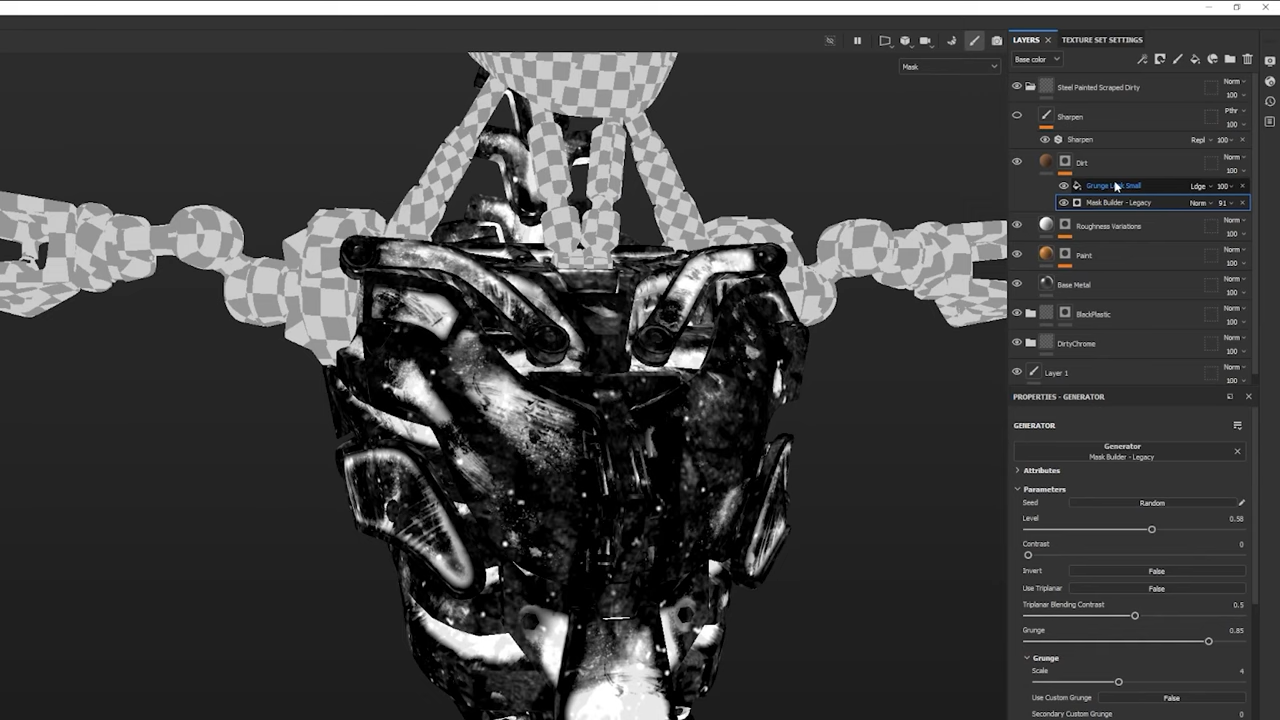 LAYERS × TEXTURE SET SETTINGS
Mask
Base color
Steel Painted Scraped Dirty Norm 100
Sharpen Pthr 100
Sharpen Repl 100
Dirt Norm 100
Grunge Leak Small Ldge 100
Mask Builder - Legacy Norm 91
Roughness Variations Norm 100
Paint Norm 100
Base Metal Norm 100
BlackPlastic Norm 100
DirtyChrome Norm 100
Layer 1 Norm 100
PROPERTIES - GENERATOR
GENERATOR
Generator
Mask Builder - Legacy
Attributes
Parameters
Seed Random
Level 0.58
Contrast 0
Invert False
Use Triplanar False
Triplanar Blending Contrast 0.5
Grunge 0.85
Grunge
Scale 4
Use Custom Grunge False
Secondary Custom Grunge 0